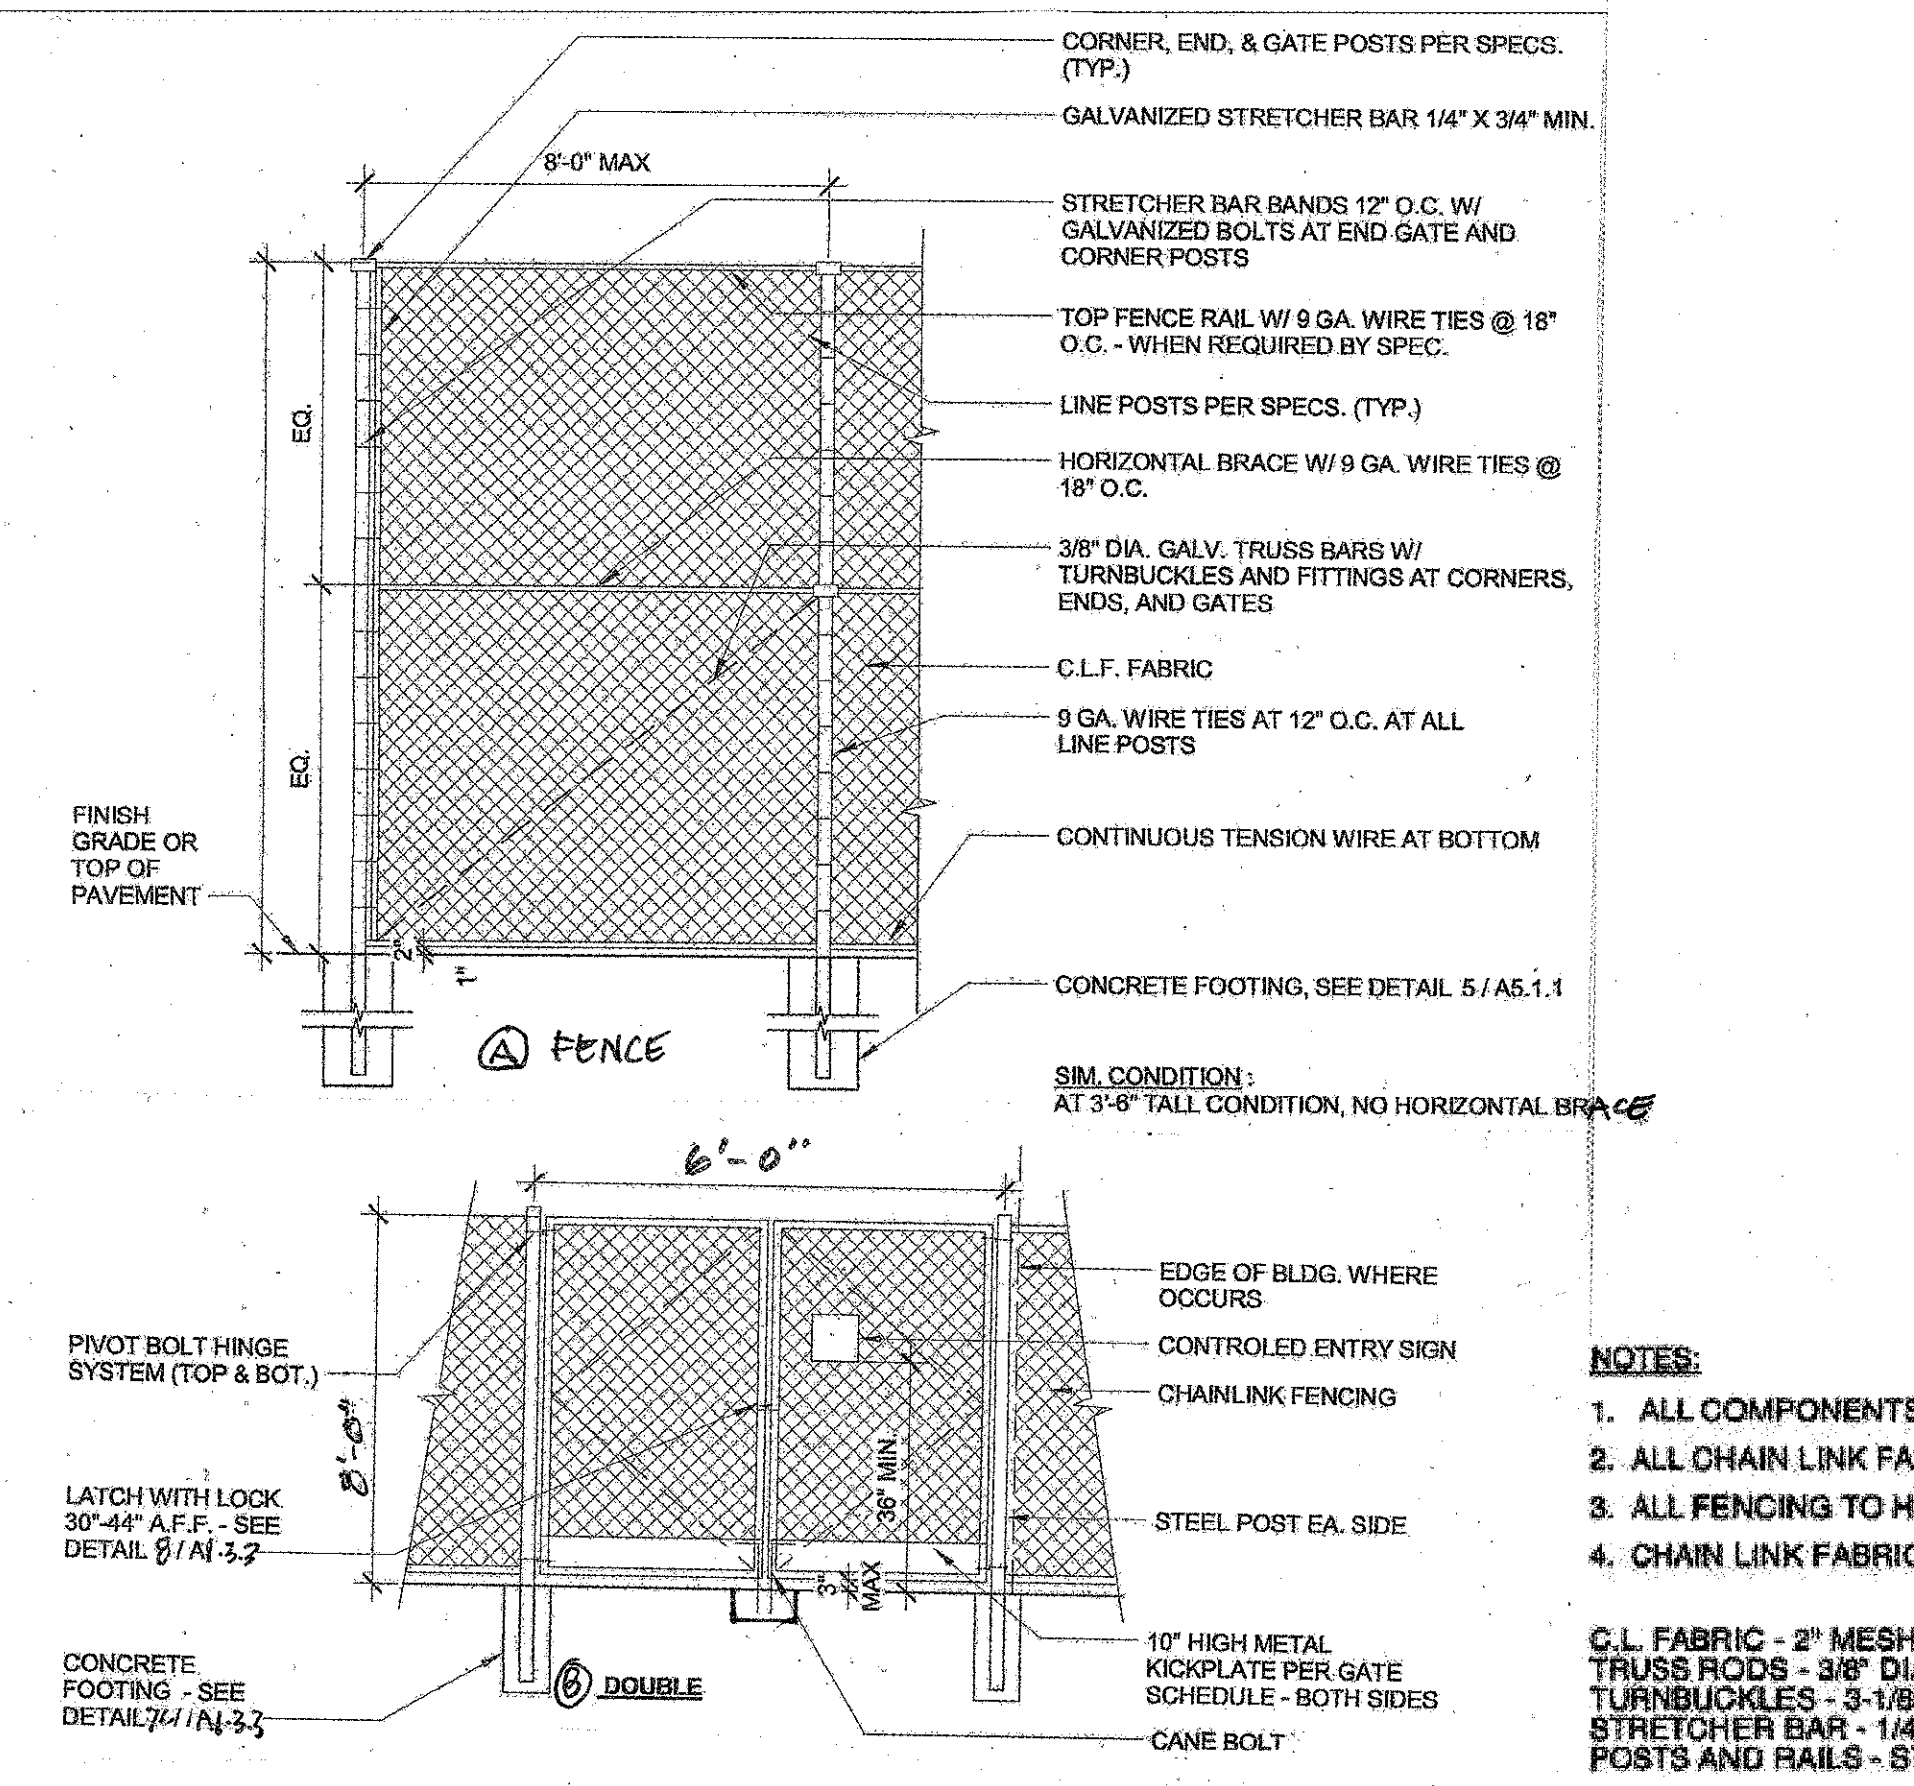 CORNER, END, & GATE POSTS PER SPECS.
(TYP.)
GALVANIZED STRETCHER BAR 1/4" X 3/4" MIN.
8'-0" MAX
STRETCHER BAR BANDS 12" O.C. W/
GALVANIZED BOLTS AT END GATE AND
CORNER POSTS
TOP FENCE RAIL W/ 9 GA. WIRE TIES @ 18"
O.C. - WHEN REQUIRED BY SPEC.
LINE POSTS PER SPECS. (TYP.)
EQ.
HORIZONTAL BRACE W/ 9 GA. WIRE TIES @
18" O.C.
3/8" DIA. GALV. TRUSS BARS W/
TURNBUCKLES AND FITTINGS AT CORNERS,
ENDS, AND GATES
C.L.F. FABRIC
9 GA. WIRE TIES AT 12" O.C. AT ALL
LINE POSTS
EQ.
FINISH
GRADE OR
TOP OF
PAVEMENT
CONTINUOUS TENSION WIRE AT BOTTOM
2"
1"
CONCRETE FOOTING, SEE DETAIL 5 / A5.1.1
A FENCE
SIM. CONDITION:
AT 3'-6" TALL CONDITION, NO HORIZONTAL BRACE
6'-0"
EDGE OF BLDG. WHERE
OCCURS
PIVOT BOLT HINGE
SYSTEM (TOP & BOT.)
CONTROLED ENTRY SIGN
CHAINLINK FENCING
8'-0"
36" MIN.
LATCH WITH LOCK
30"-44" A.F.F. - SEE
DETAIL 8 / A1.3.3
STEEL POST EA. SIDE
3"
MAX
10" HIGH METAL
KICKPLATE PER GATE
SCHEDULE - BOTH SIDES
CONCRETE
FOOTING - SEE
DETAIL / A1.3.3
B DOUBLE
CANE BOLT
NOTES:
1. ALL COMPONENTS
2. ALL CHAIN LINK FA
3. ALL FENCING TO H
4. CHAIN LINK FABRIC
C.L. FABRIC - 2" MESH
TRUSS RODS - 3/8" DI
TURNBUCKLES - 3-1/8
STRETCHER BAR - 1/4
POSTS AND RAILS - S